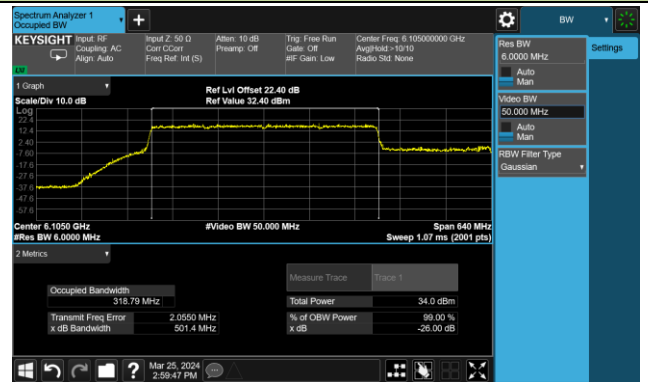 Spectrum Analyzer 1
Occupied BW
BW
KEYSIGHT
Input: RF
Coupling: AC
Align: Auto
Input Z: 50 Ω
Corr CCorr
Freq Ref: Int (S)
Atten: 10 dB
Preamp: Off
Trig: Free Run
Gate: Off
#IF Gain: Low
Center Freq: 6.105000000 GHz
Avg|Hold:>10/10
Radio Std: None
Res BW
6.0000 MHz
Auto
Man
Settings
Video BW
50.000 MHz
Auto
Man
RBW Filter Type
Gaussian
1 Graph
Scale/Div 10.0 dB
Ref Lvl Offset 22.40 dB
Ref Value 32.40 dBm
Log
22.4
12.4
2.40
-7.60
-17.6
-27.6
-37.6
-47.6
-57.6
Center 6.1050 GHz
#Video BW 50.000 MHz
Span 640 MHz
#Res BW 6.0000 MHz
Sweep 1.07 ms (2001 pts)
2 Metrics
Measure Trace
Trace 1
Occupied Bandwidth
318.79 MHz
Total Power
34.0 dBm
Transmit Freq Error
2.0550 MHz
% of OBW Power
99.00 %
x dB Bandwidth
501.4 MHz
x dB
-26.00 dB
Mar 25, 2024
2:59:47 PM